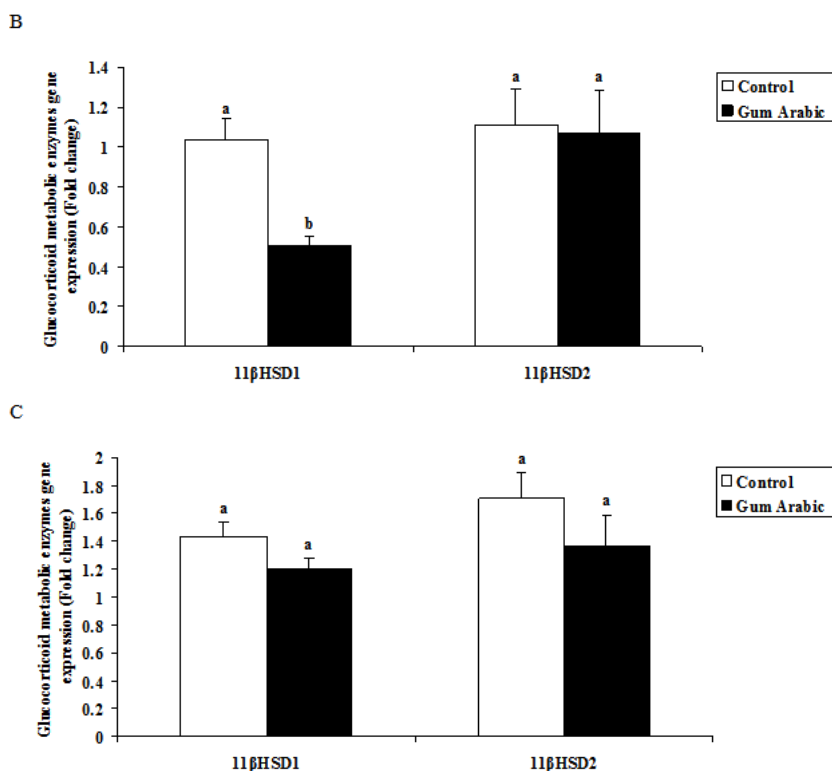 B
Glucocorticoid metabolic enzymes gene
expression (Fold change)
1.4
1.2
1
0.8
0.6
0.4
0.2
0
a
b
a
a
11βHSD1
11βHSD2
Control
Gum Arabic
C
Glucocorticoid metabolic enzymes gene
expression (Fold change)
2
1.8
1.6
1.4
1.2
1
0.8
0.6
0.4
0.2
0
a
a
a
a
11βHSD1
11βHSD2
Control
Gum Arabic